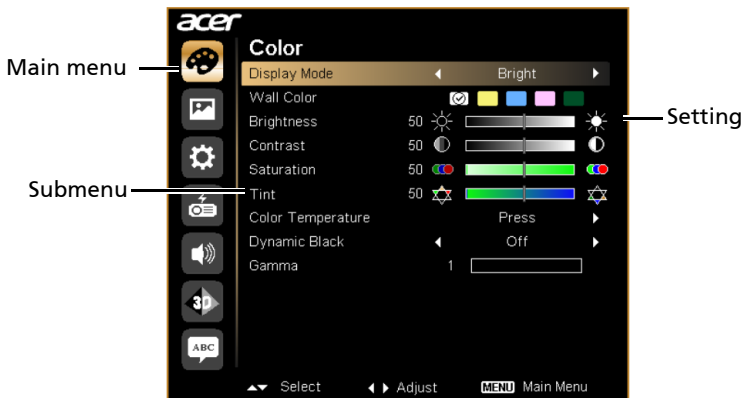 acer
Color
Main menu
Display Mode Bright
Wall Color
Brightness 50
Setting
Contrast 50
Saturation 50
Submenu
Tint 50
Color Temperature Press
Dynamic Black Off
Gamma 1
3D
ABC
Select Adjust MENU Main Menu